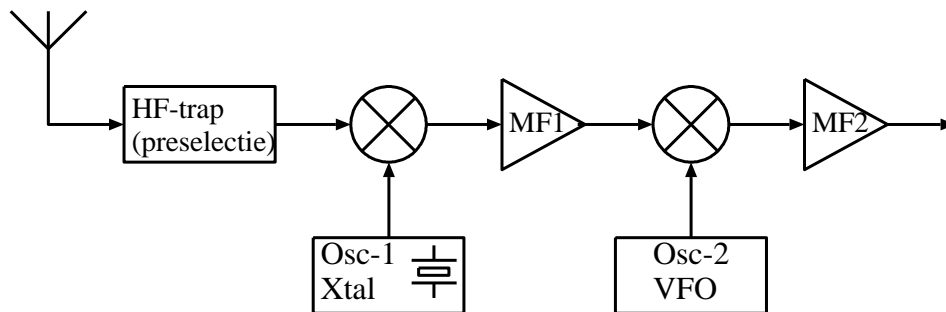 HF-trap
(preselectie)
MF1
MF2
Osc-1
Xtal
Osc-2
VFO